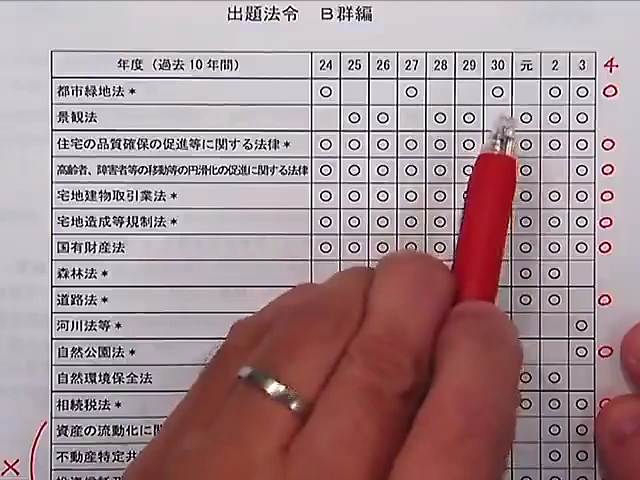 出題法令　Ｂ群編
年度（過去10年間） 24 25 26 27 28 29 30 元 2 3 4
都市緑地法＊ ○ ○ ○ ○ ○ ○
景観法 ○ ○ ○ ○ ○ ○ ○
住宅の品質確保の促進等に関する法律＊ ○ ○ ○ ○ ○ ○ ○ ○ ○ ○
高齢者、障害者等の移動等の円滑化の促進に関する法律 ○ ○ ○ ○ ○ ○ ○ ○ ○
宅地建物取引業法＊ ○ ○ ○ ○ ○ ○ ○ ○ ○ ○
宅地造成等規制法＊ ○ ○ ○ ○ ○ ○ ○ ○ ○ ○
国有財産法 ○ ○ ○ ○ ○ ○ ○ ○ ○ ○
森林法＊ ○ ○
道路法＊ ○ ○ ○
河川法等＊ ○
自然公園法＊ ○ ○
自然環境保全法 ○ ○
相続税法＊ ○ ○ ○
資産の流動化に ○ ○
不動産特定 ○ ○
×